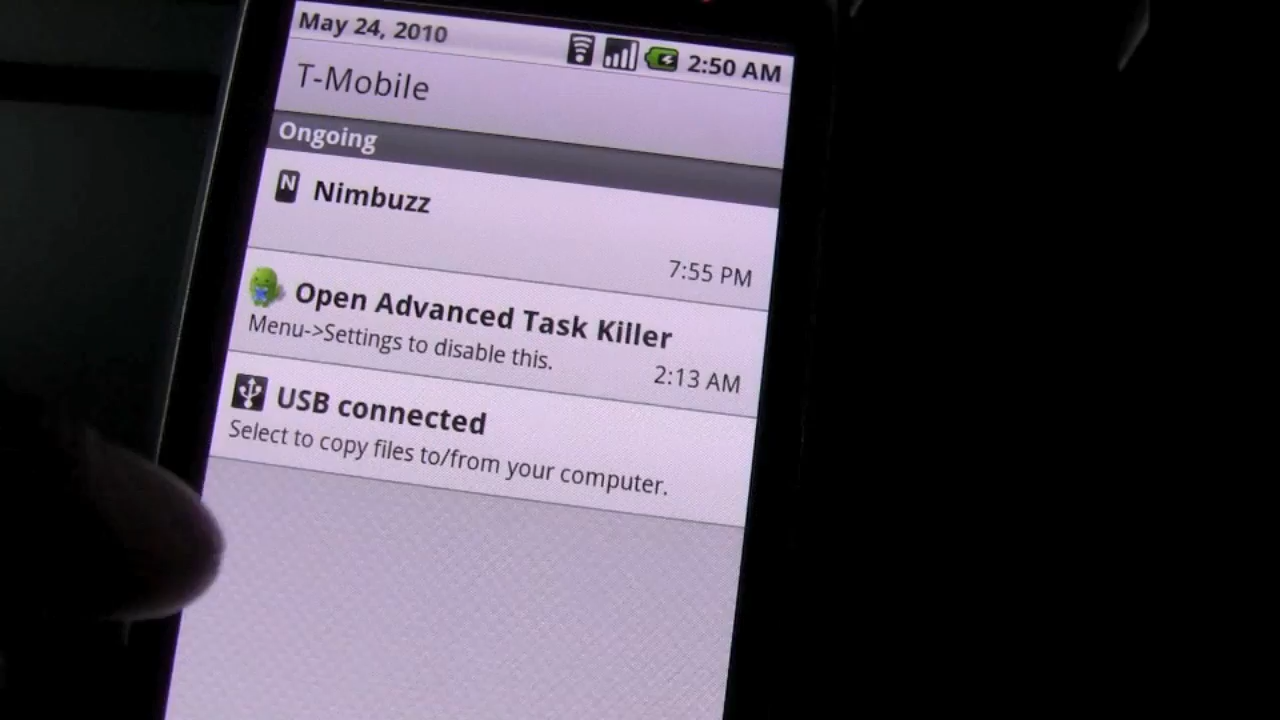 May 24, 2010 2:50 AM
T-Mobile
Ongoing
N Nimbuzz
7:55 PM
Open Advanced Task Killer
Menu->Settings to disable this.
2:13 AM
USB connected
Select to copy files to/from your computer.